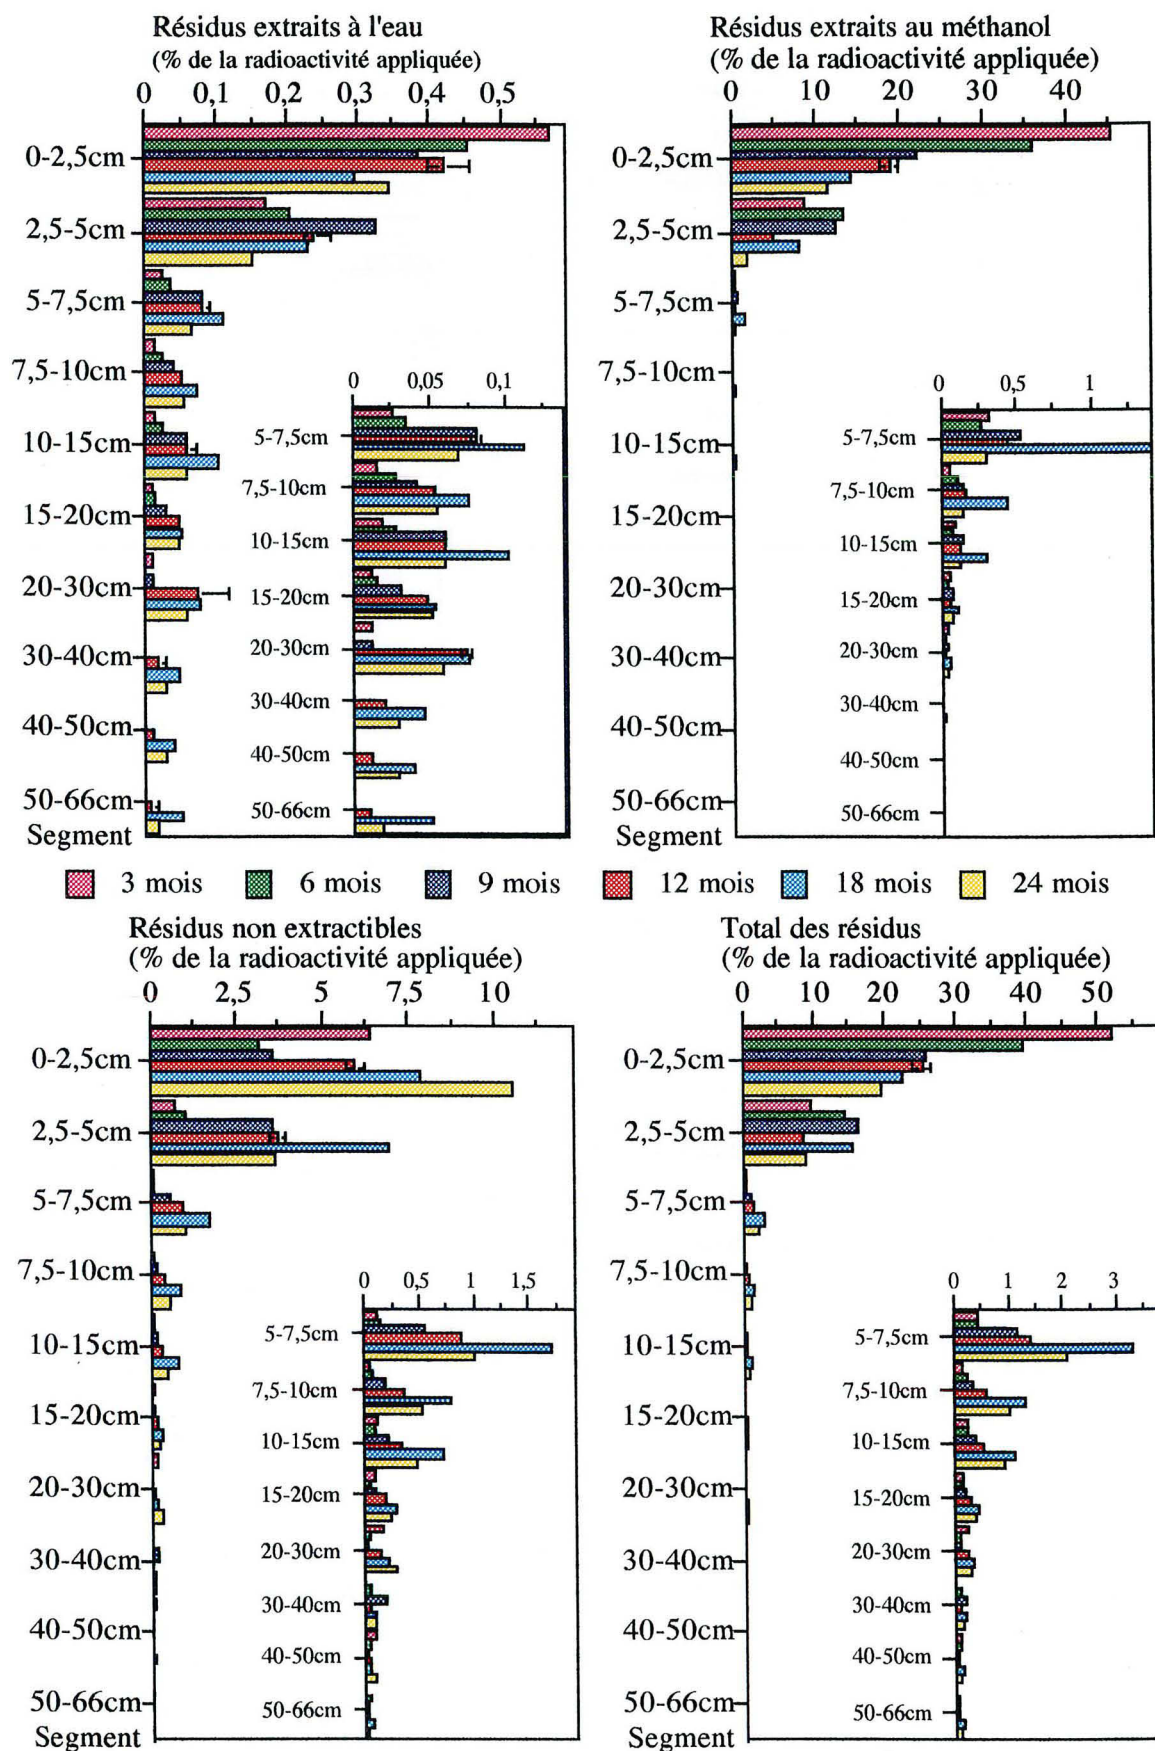 Résidus extraits à l'eau
(% de la radioactivité appliquée)
0 0,1 0,2 0,3 0,4 0,5
0-2,5cm
2,5-5cm
5-7,5cm
7,5-10cm
10-15cm
15-20cm
20-30cm
30-40cm
40-50cm
50-66cm
Segment
0 0,05 0,1
5-7,5cm
7,5-10cm
10-15cm
15-20cm
20-30cm
30-40cm
40-50cm
50-66cm
Résidus extraits au méthanol
(% de la radioactivité appliquée)
0 10 20 30 40
0-2,5cm
2,5-5cm
5-7,5cm
7,5-10cm
10-15cm
15-20cm
20-30cm
30-40cm
40-50cm
50-66cm
Segment
0 0,5 1
5-7,5cm
7,5-10cm
10-15cm
15-20cm
20-30cm
30-40cm
40-50cm
50-66cm
3 mois 6 mois 9 mois 12 mois 18 mois 24 mois
Résidus non extractibles
(% de la radioactivité appliquée)
0 2,5 5 7,5 10
0-2,5cm
2,5-5cm
5-7,5cm
7,5-10cm
10-15cm
15-20cm
20-30cm
30-40cm
40-50cm
50-66cm
Segment
0 0,5 1 1,5
5-7,5cm
7,5-10cm
10-15cm
15-20cm
20-30cm
30-40cm
40-50cm
50-66cm
Total des résidus
(% de la radioactivité appliquée)
0 10 20 30 40 50
0-2,5cm
2,5-5cm
5-7,5cm
7,5-10cm
10-15cm
15-20cm
20-30cm
30-40cm
40-50cm
50-66cm
Segment
0 1 2 3
5-7,5cm
7,5-10cm
10-15cm
15-20cm
20-30cm
30-40cm
40-50cm
50-66cm